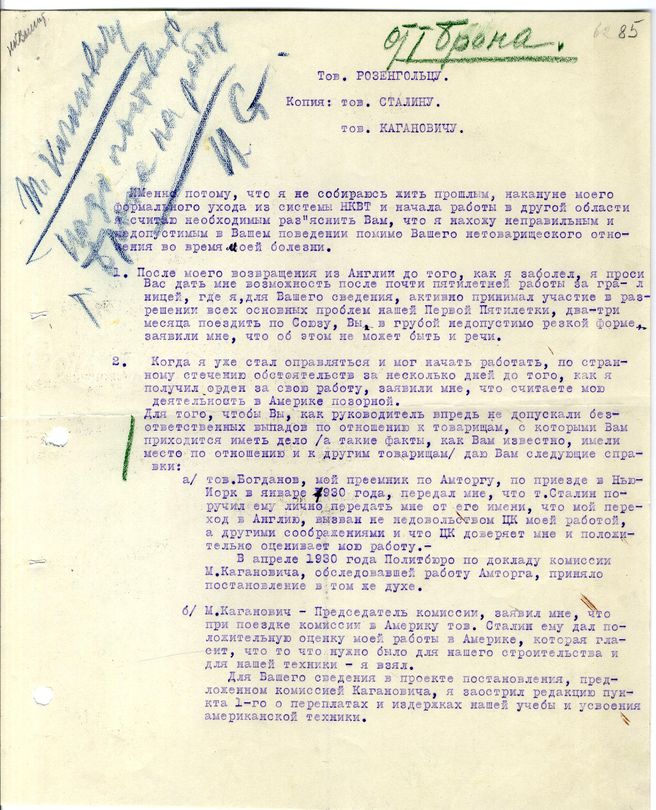 от Брона.
85
Т. Кагановичу
надо поставить
Брона на работу
И Ст
Тов. РОЗЕНГОЛЬЦУ.
Копия: тов. СТАЛИНУ.
тов. КАГАНОВИЧУ.
Именно потому, что я не собираюсь жить прошлым, накануне моего
формального ухода из системы НКВТ и начала работы в другой области
я считаю необходимым раз"яснить Вам, что я нахожу неправильным и
недопустимым в Вашем поведении помимо Вашего нетоварищеского отно-
шения во время моей болезни.
1. После моего возвращения из Англии до того, как я заболел, я проси л
Вас дать мне возможность после почти пятилетней работы за гра-
ницей, где я,для Вашего сведения, активно принимал участие в раз-
решении всех основных проблем нашей Первой Пятилетки, два-три
месяца поездить по Союзу, Вы, в грубой недопустимо резкой форме,
заявили мне, что об этом не может быть и речи.
2. Когда я уже стал оправляться и мог начать работать, по стран-
ному стечению обстоятельств за несколько дней до того, как я
получил орден за свою работу, заявили мне, что считаете мою
деятельность в Америке позорной.
Для того, чтобы Вы, как руководитель впредь не допускали без-
ответственных выпадов по отношению к товарищам, с которыми Вам
приходится иметь дело /а такие факты, как Вам известно, имели
место по отношению и к другим товарищам/ даю Вам следующие спра-
вки:
а/ тов.Богданов, мой преемник по Амторгу, по приезде в Нью-
Йорк в январе 1930 года, передал мне, что т.Сталин по-
ручил ему лично передать мне от его имени, что мой пере-
ход в Англию, вызван не недовольством ЦК моей работой,
а другими соображениями и что ЦК доверяет мне и положи-
тельно оценивает мою работу.-
В апреле 1930 года Политбюро по докладу комиссии
М.Кагановича, обследовавшей работу Амторга, приняло
постановление в том же духе.
б/ М.Каганович - Председатель комиссии, заявил мне, что
при поездке комиссии в Америку тов. Сталин ему дал по-
ложительную оценку моей работы в Америке, которая гла-
сит, что то что нужно было для нашего строительства и
для нашей техники - я взял.
Для Вашего сведения в проекте постановления, пред-
ложенном комиссией Кагановича, я заострил редакцию пунк-
та 1-го о переплатах и издержках нашей учебы и усвоения
американской техники.